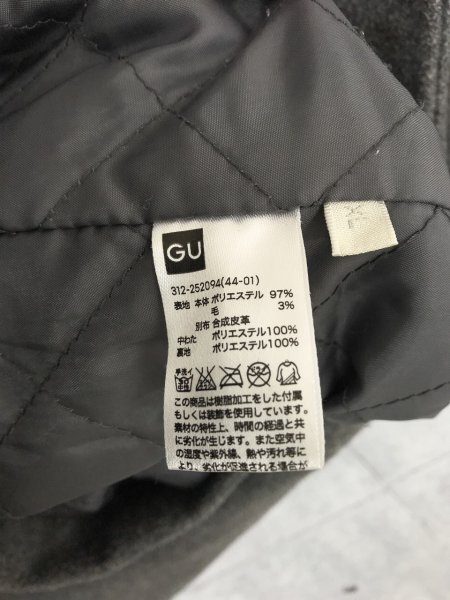 XL
GU
312-252094(44-01)
表地 本体 ポリエステル 97%
毛 3%
別布 合成皮革
中わた ポリエステル100%
裏地 ポリエステル100%
手洗イ
この商品は樹脂加工をした付属
もしくは装飾を使用しています。
素材の特性上、時間の経過と共
に劣化が生じます。また空気中
の湿度や紫外線、熱や汚れ等に
より、劣化が促進される場合が